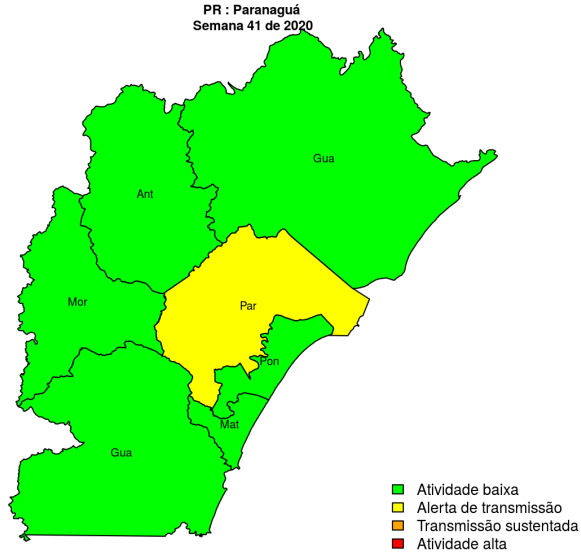 PR : Paranaguá
Semana 41 de 2020
Gua
Ant
Mor
Par
Pon
Mat
Gua
Atividade baixa
Alerta de transmissão
Transmissão sustentada
Atividade alta